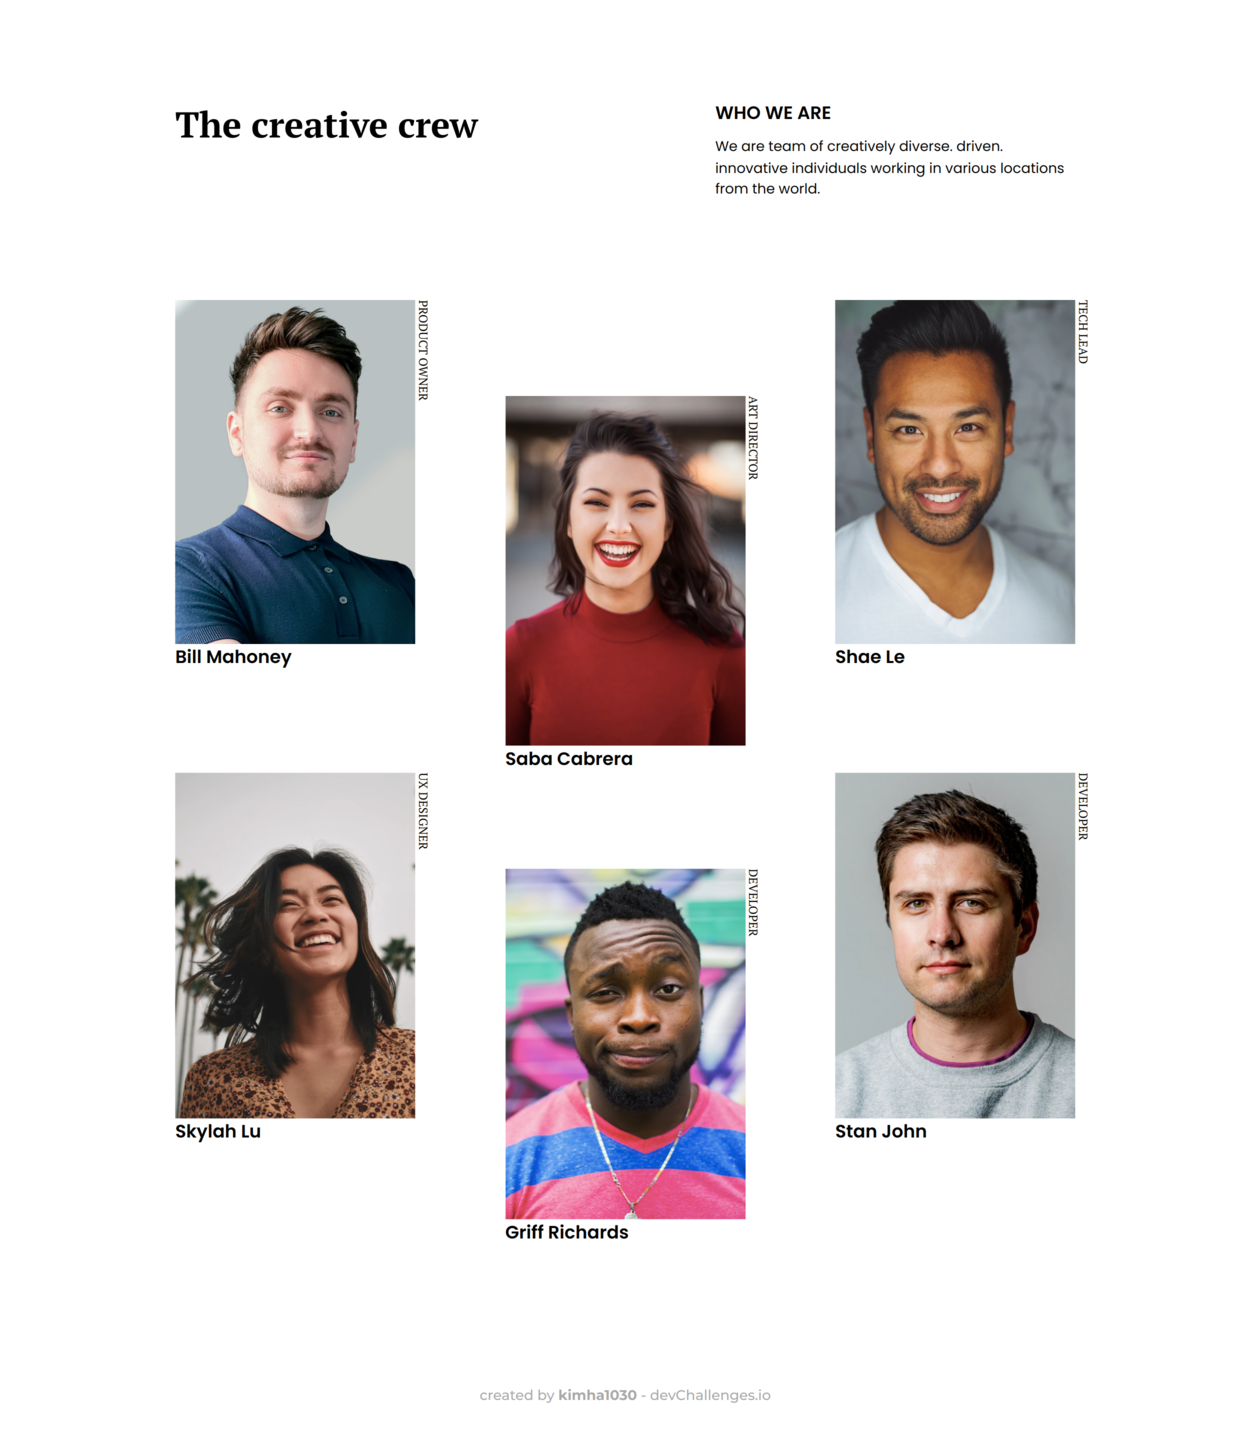 The creative crew
WHO WE ARE
We are team of creatively diverse. driven.
innovative individuals working in various locations
from the world.
PRODUCT OWNER
Bill Mahoney
ART DIRECTOR
Saba Cabrera
TECH LEAD
Shae Le
UX DESIGNER
Skylah Lu
DEVELOPER
Griff Richards
DEVELOPER
Stan John
created by kimha1030 - devChallenges.io